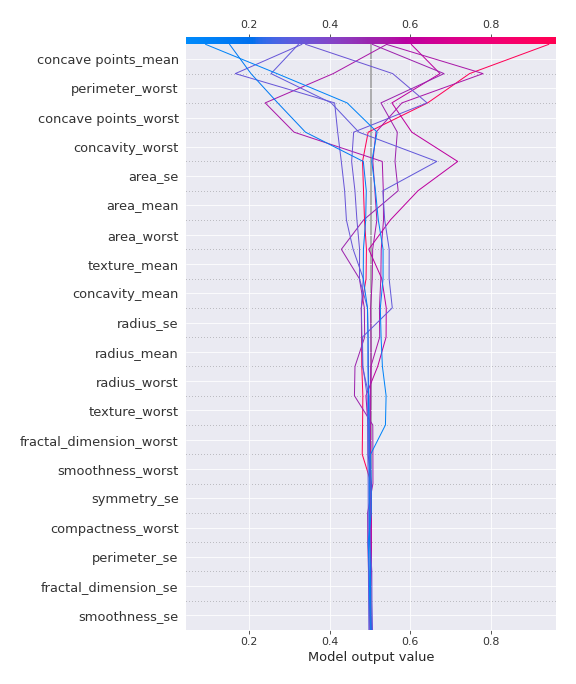 0.2 0.4 0.6 0.8
concave points_mean
perimeter_worst
concave points_worst
concavity_worst
area_se
area_mean
area_worst
texture_mean
concavity_mean
radius_se
radius_mean
radius_worst
texture_worst
fractal_dimension_worst
smoothness_worst
symmetry_se
compactness_worst
perimeter_se
fractal_dimension_se
smoothness_se
0.2 0.4 0.6 0.8
Model output value